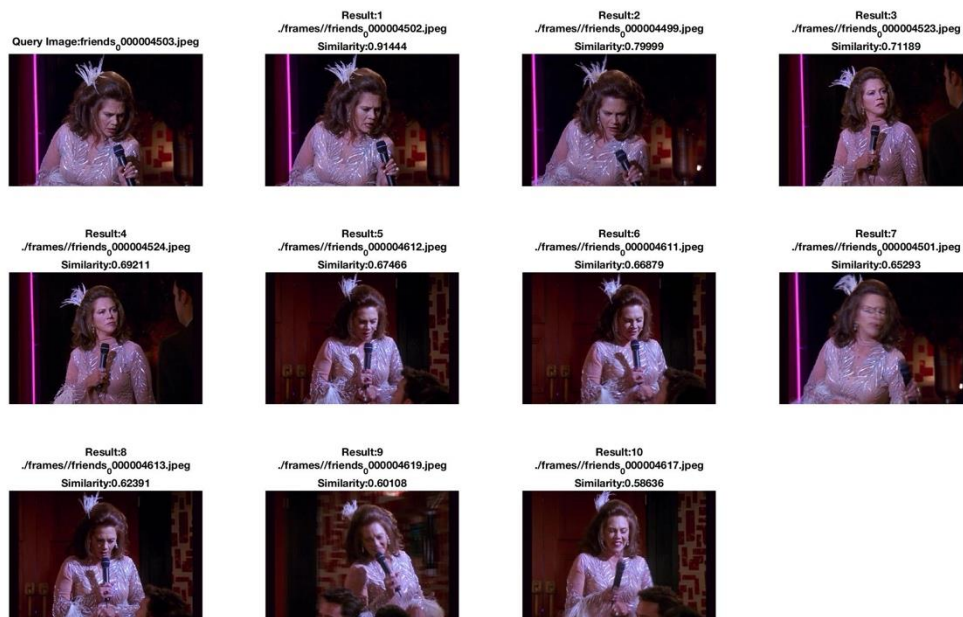 Query Image:friends_0000004503.jpeg
Result:1
./frames//friends_0000004502.jpeg
Similarity:0.91444
Result:2
./frames//friends_0000004499.jpeg
Similarity:0.79999
Result:3
./frames//friends_0000004523.jpeg
Similarity:0.71189
Result:4
./frames//friends_0000004524.jpeg
Similarity:0.69211
Result:5
./frames//friends_0000004612.jpeg
Similarity:0.67466
Result:6
./frames//friends_0000004611.jpeg
Similarity:0.66879
Result:7
./frames//friends_0000004501.jpeg
Similarity:0.65293
Result:8
./frames//friends_0000004613.jpeg
Similarity:0.62391
Result:9
./frames//friends_0000004619.jpeg
Similarity:0.60108
Result:10
./frames//friends_0000004617.jpeg
Similarity:0.58636